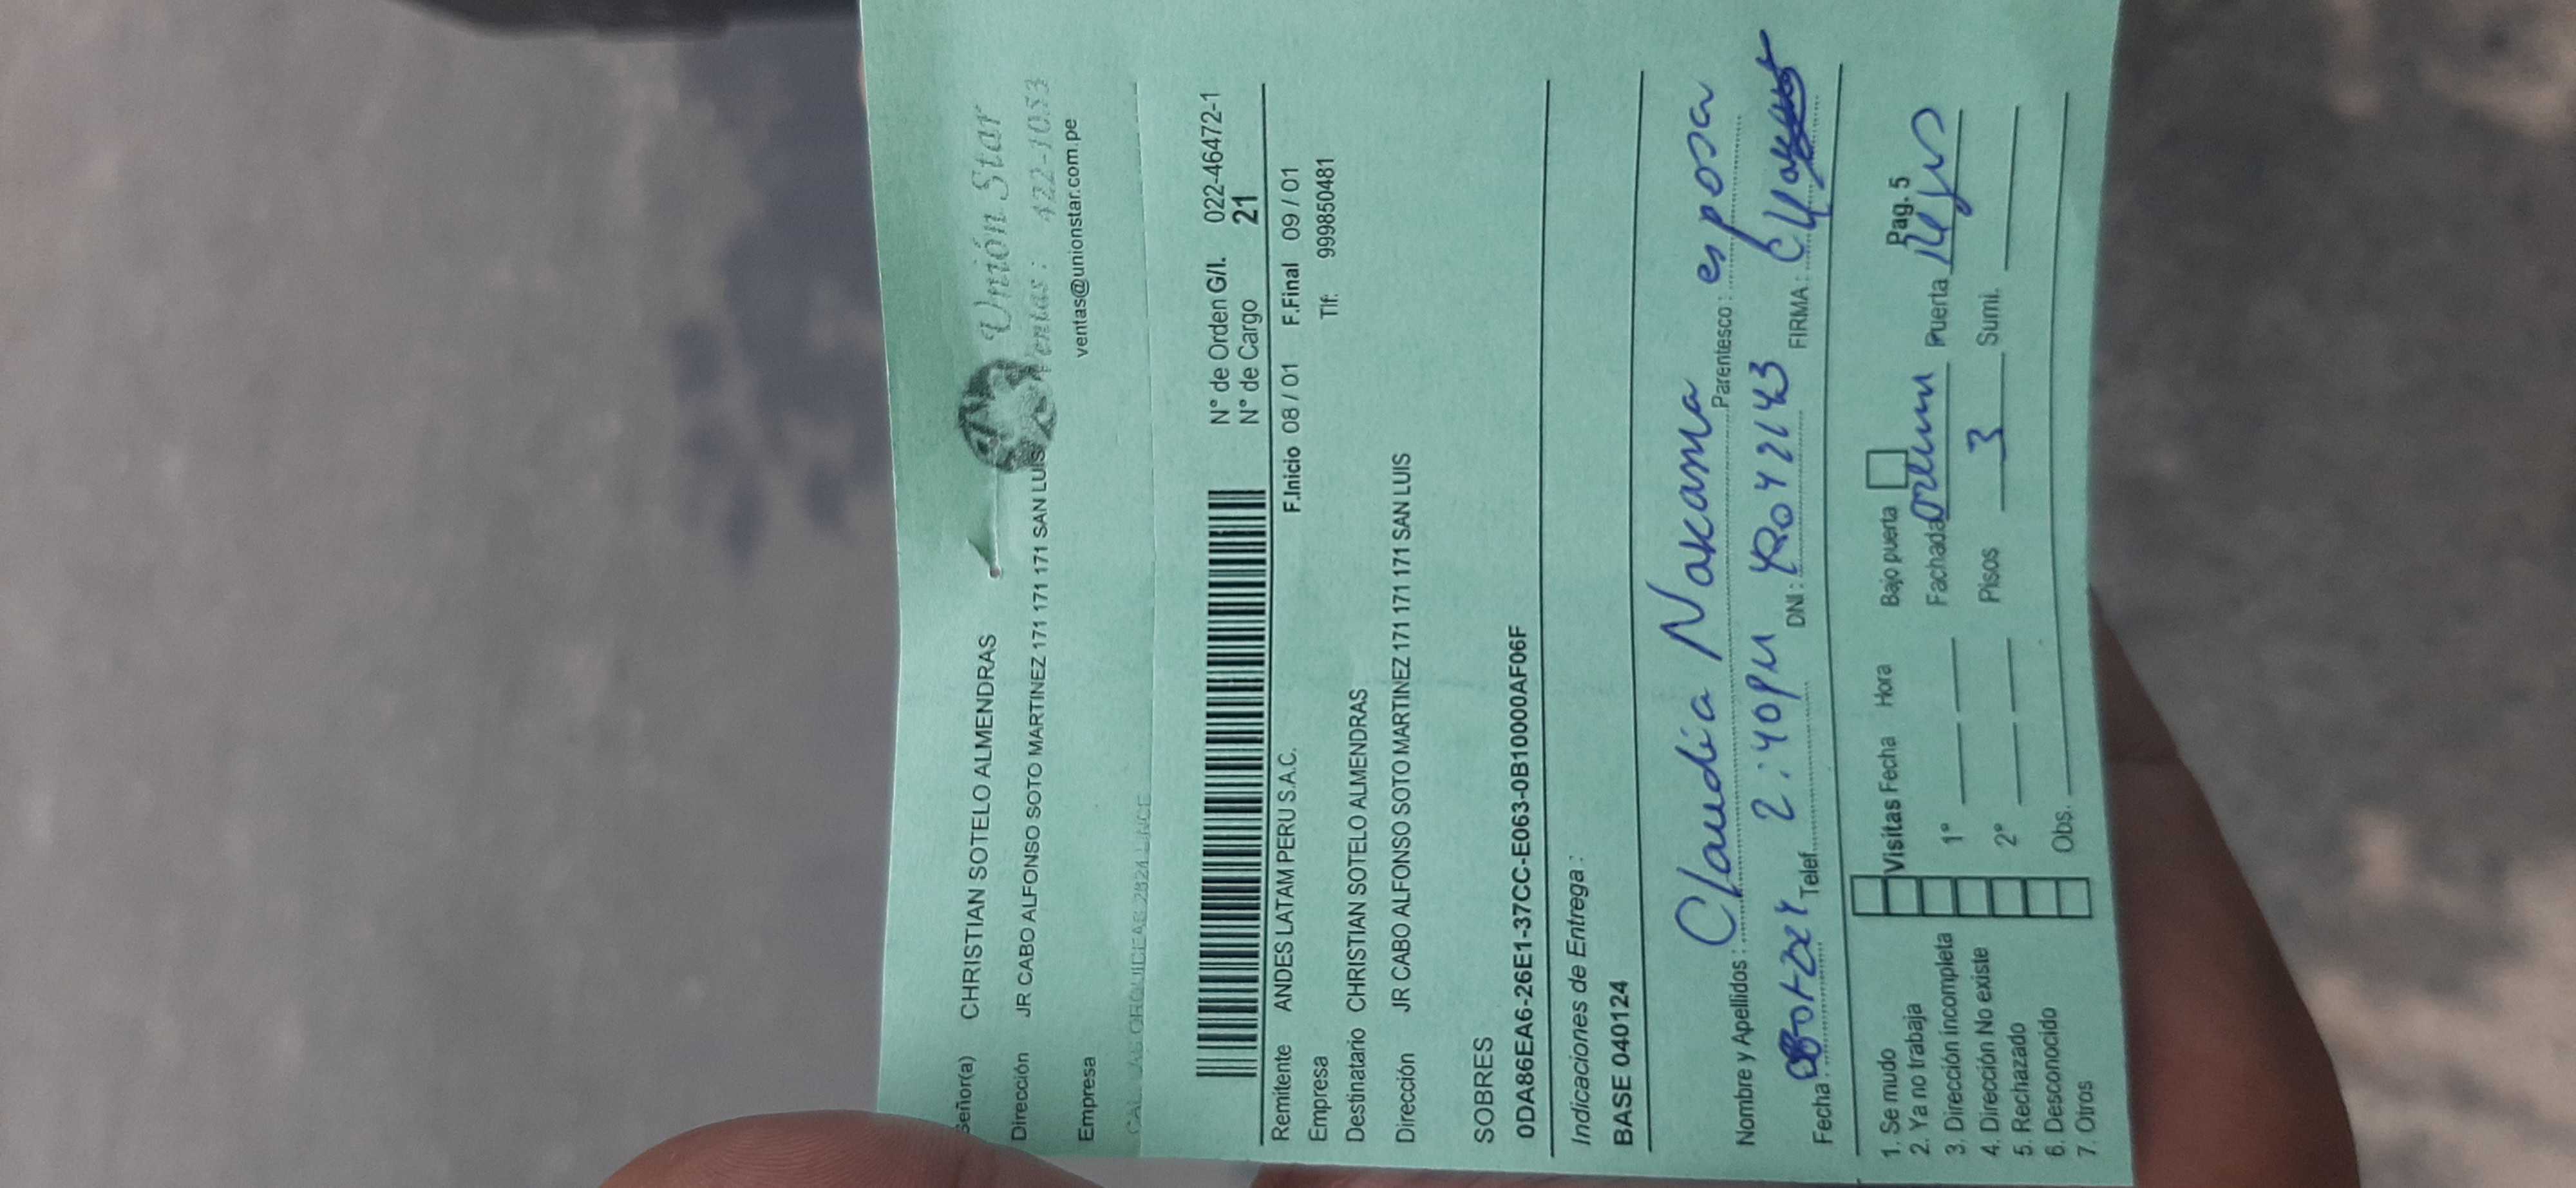 Unión Star
Señor(a) CHRISTIAN SOTELO ALMENDRAS
Ventas: 422-1053
Dirección JR CABO ALFONSO SOTO MARTINEZ 171 171 171 171 SAN LUIS
ventas@unionstar.com.pe
Empresa
N° de Orden G/I. 022-46472-1
N° de Cargo 21
Remitente ANDES LATAM PERU S.A.C. F.Inicio 08 / 01 F.Final 09 / 01
Empresa Tlf: 999850481
Destinatario CHRISTIAN SOTELO ALMENDRAS
Dirección JR CABO ALFONSO SOTO MARTINEZ 171 171 171 171 SAN LUIS
SOBRES
0DA86EA6-26E1-37CC-E063-0B10000AF06F
Indicaciones de Entrega :
BASE 040124
Nombre y Apellidos : Claudia Nakama Parentesco : esposa
Fecha : Telef. 2:40pm DNI : FIRMA :
1. Se mudo Visitas Fecha Hora Bajo puerta Pag. 5
2. Ya no trabaja
3. Dirección incompleta 1° Fachada Puerta
4. Dirección No existe
5. Rechazado 2° Pisos 3 Sumi.
6. Desconocido
7. Otros Obs.